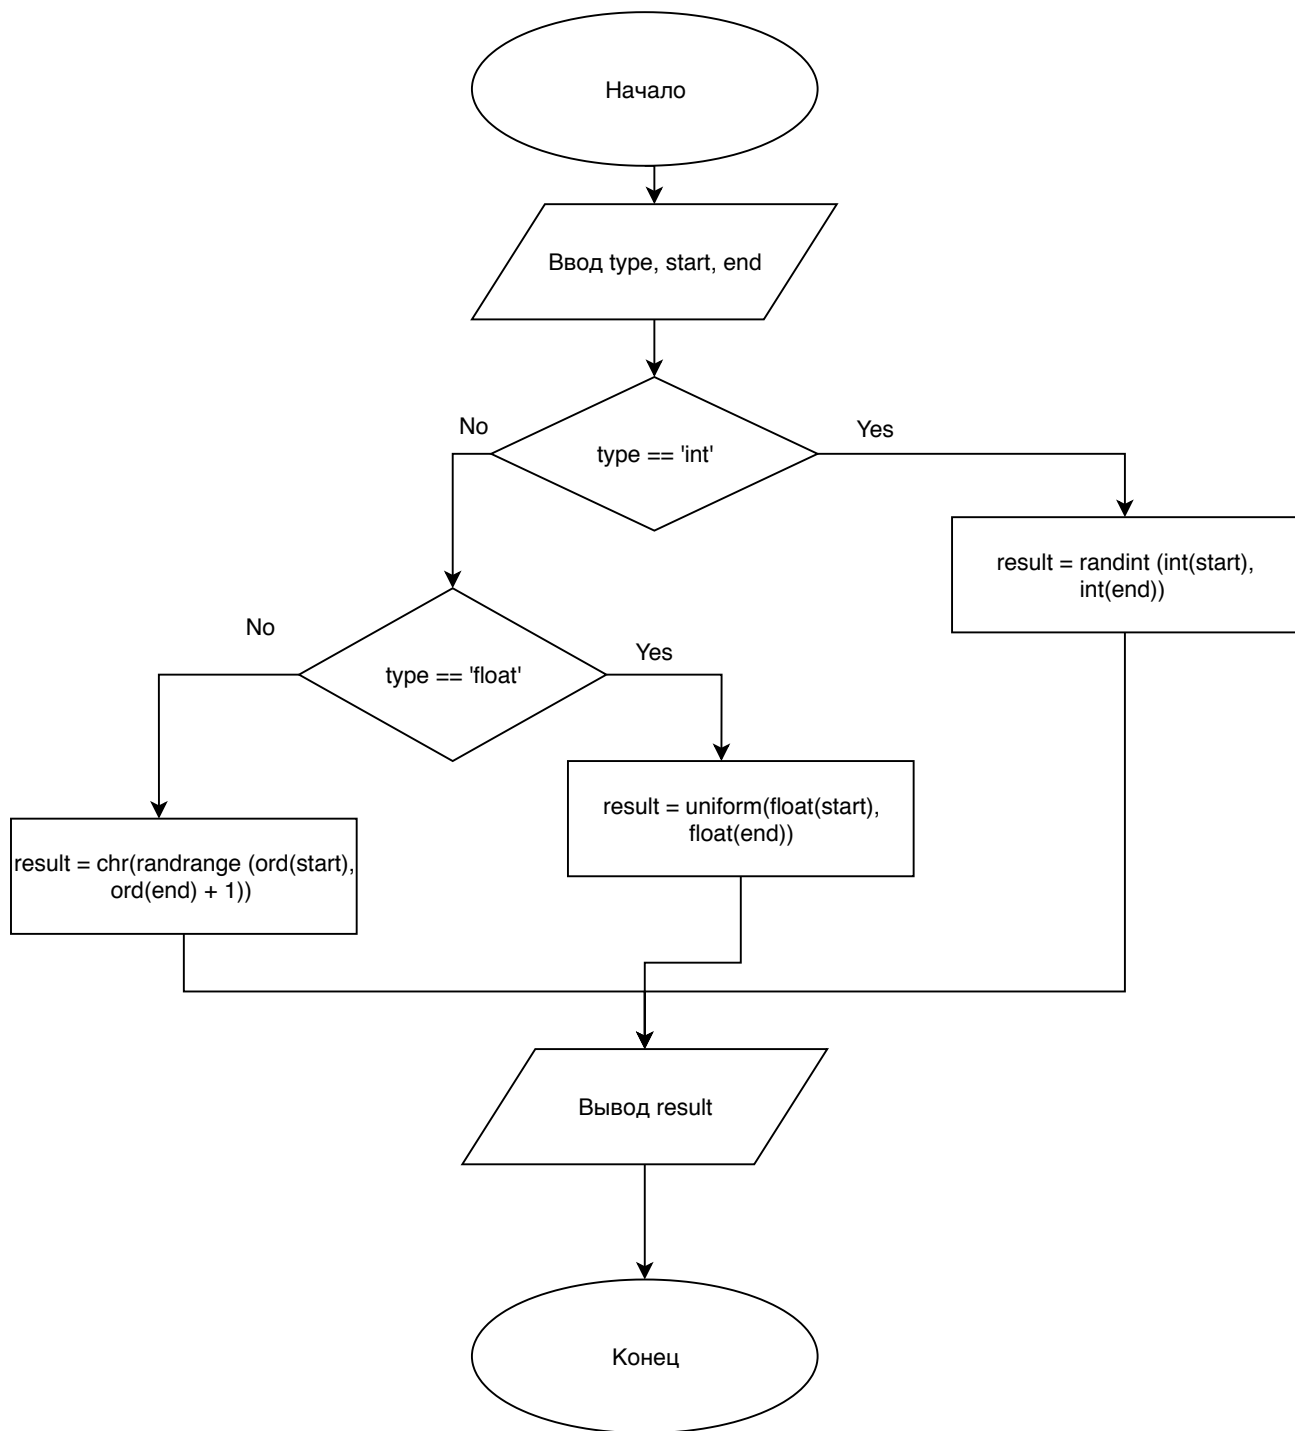 Начало
Ввод type, start, end
No
Yes
type == 'int'
result = randint (int(start),
int(end))
No
Yes
type == 'float'
result = uniform(float(start),
float(end))
result = chr(randrange (ord(start),
ord(end) + 1))
Вывод result
Конец